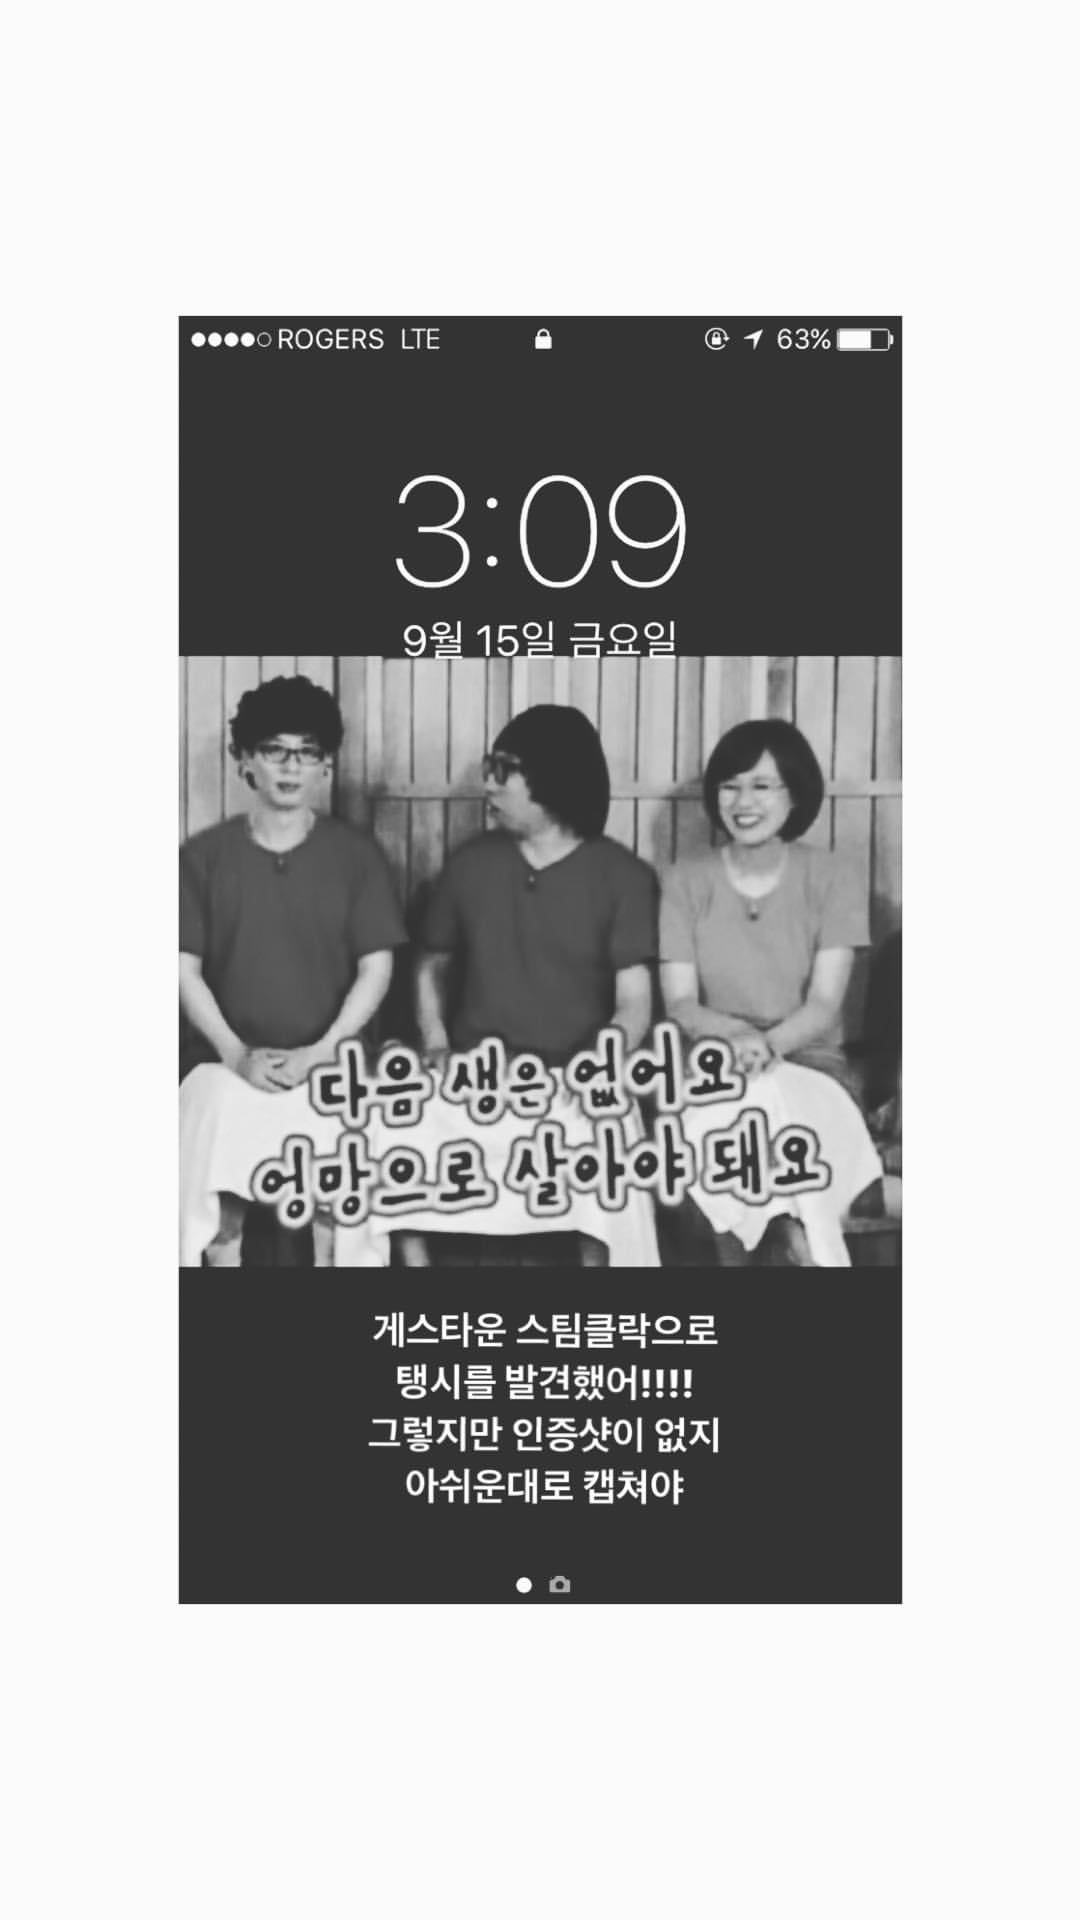 ROGERS LTE 63%
3:09
9월 15일 금요일
다음 생은 없어요
엉망으로 살아야 돼요
게스타운 스팀클락으로
탱시를 발견했어!!!!
그렇지만 인증샷이 없지
아쉬운대로 캡쳐야